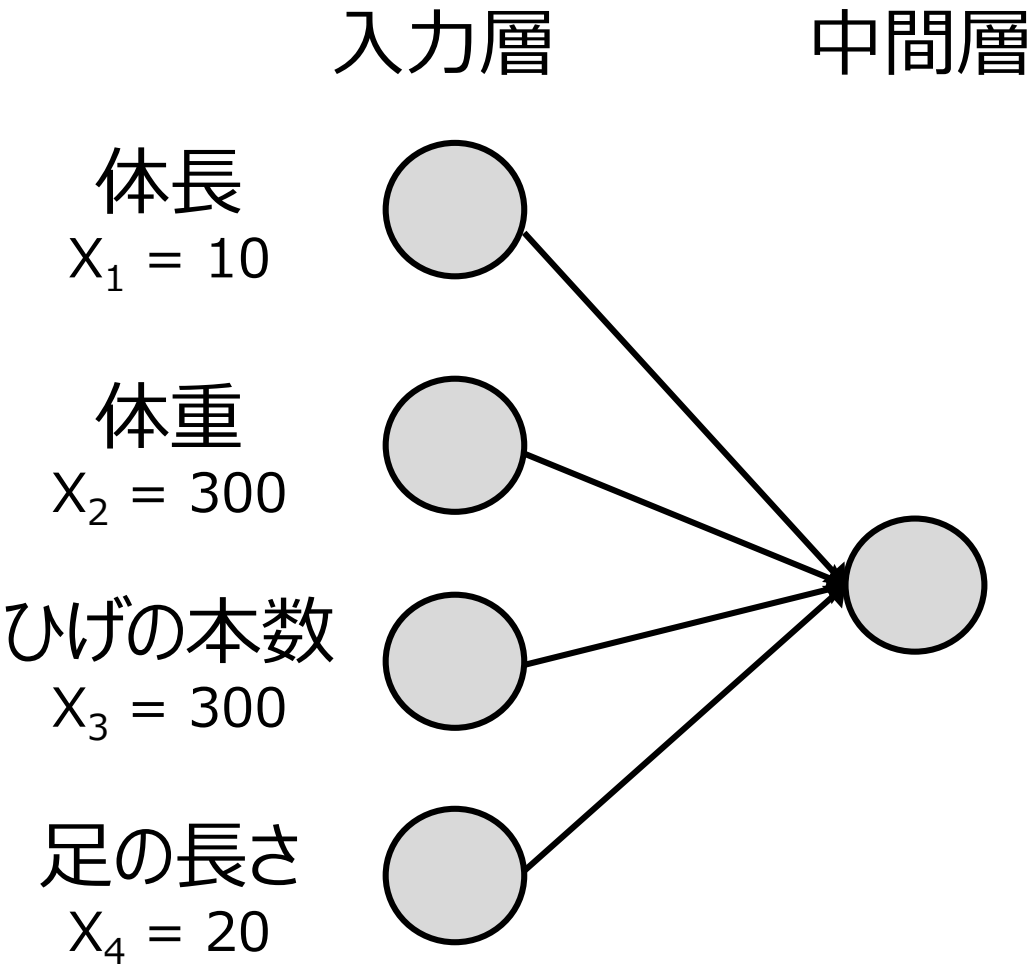 入力層 中間層
体長
X₁ = 10
体重
X₂ = 300
ひげの本数
X₃ = 300
足の長さ
X₄ = 20